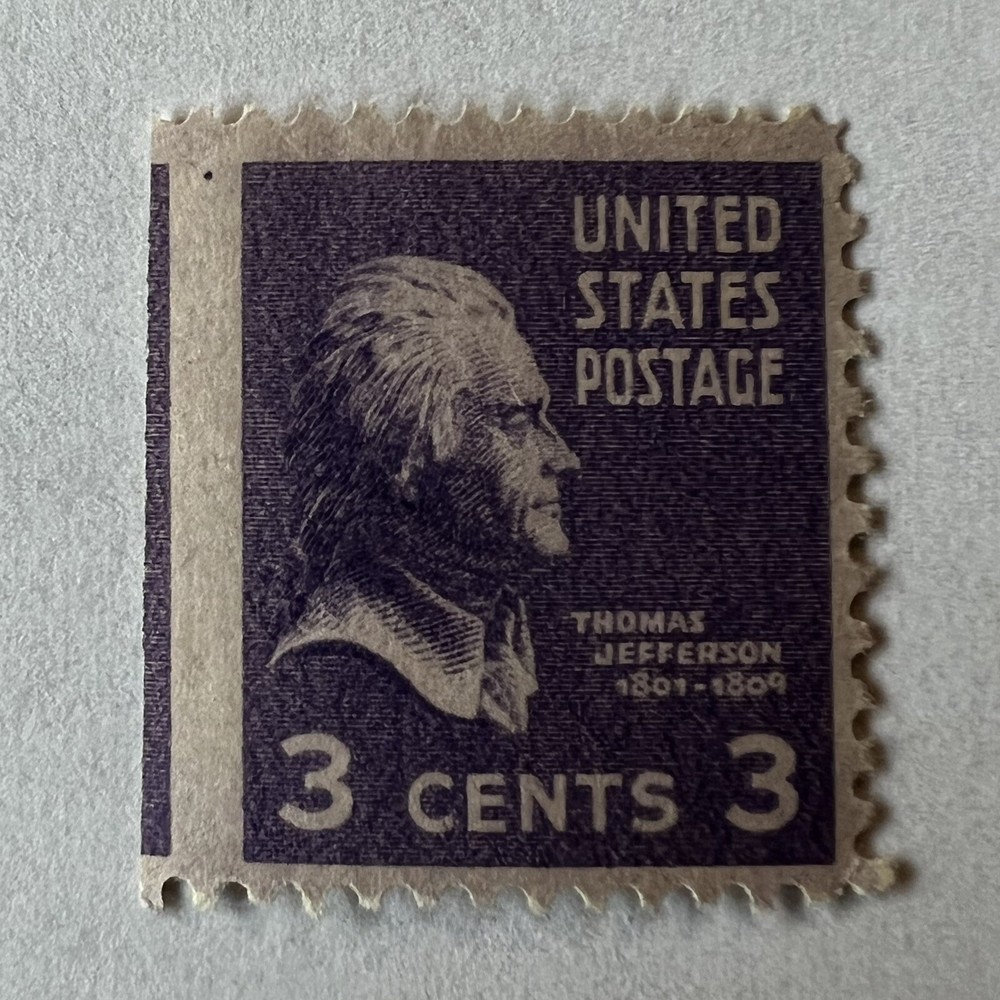 UNITED
STATES
POSTAGE
THOMAS
JEFFERSON
1801-1809
3 CENTS 3